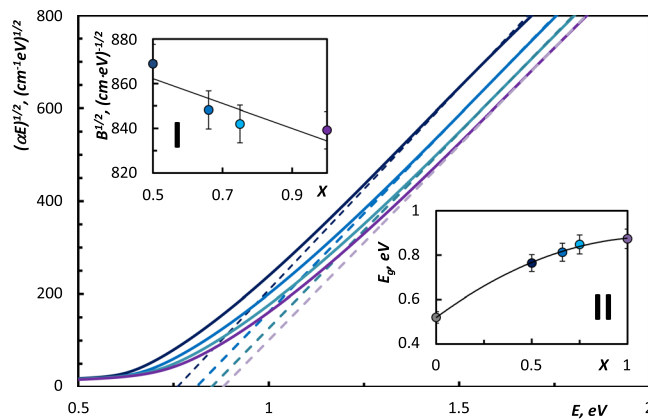 (αE)^1/2, (cm^-1eV)^1/2
800
600
400
200
0
0.5
1
1.5
2
E, eV
B^1/2, (cm·eV)^-1/2
880
860
840
820
0.5
0.7
0.9
X
I
E_g, eV
1
0.8
0.6
0.4
0
0.5
X
1
II